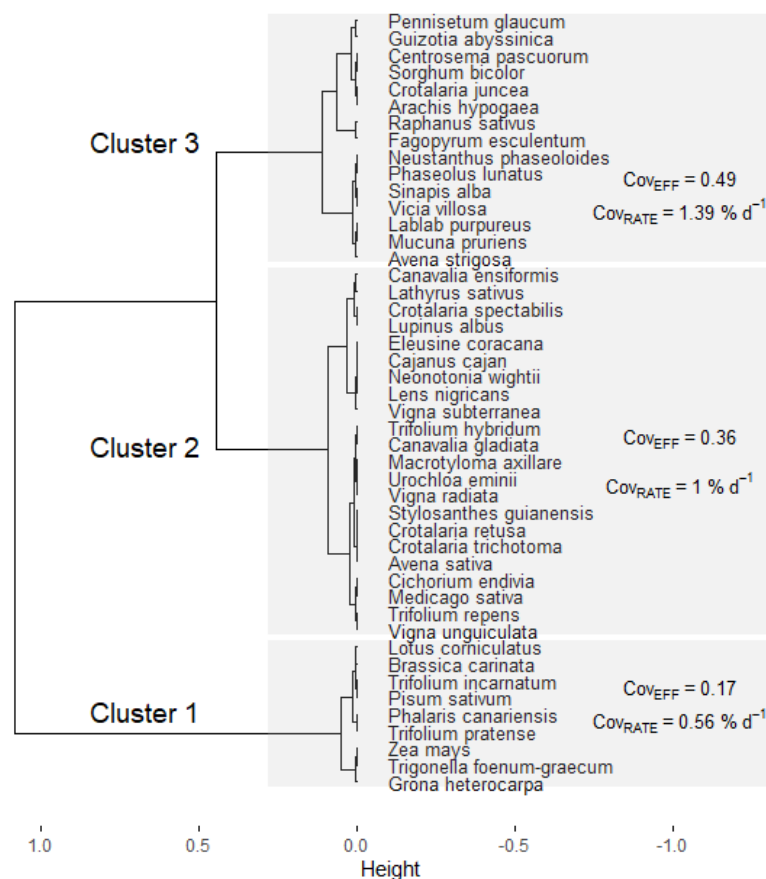 Pennisetum glaucum
Guizotia abyssinica
Centrosema pascuorum
Sorghum bicolor
Crotalaria juncea
Arachis hypogaea
Raphanus sativus
Cluster 3
Fagopyrum esculentum
Neustanthus phaseoloides
Phaseolus lunatus
Cov_EFF = 0.49
Sinapis alba
Vicia villosa
Cov_RATE = 1.39 % d⁻¹
Lablab purpureus
Mucuna pruriens
Avena strigosa
Canavalia ensiformis
Lathyrus sativus
Crotalaria spectabilis
Lupinus albus
Eleusine coracana
Cajanus cajan
Neonotonia wightii
Lens nigricans
Vigna subterranea
Trifolium hybridum
Cov_EFF = 0.36
Cluster 2
Canavalia gladiata
Macrotyloma axillare
Urochloa eminii
Cov_RATE = 1 % d⁻¹
Vigna radiata
Stylosanthes guianensis
Crotalaria retusa
Crotalaria trichotoma
Avena sativa
Cichorium endivia
Medicago sativa
Trifolium repens
Vigna unguiculata
Lotus corniculatus
Brassica carinata
Trifolium incarnatum
Cov_EFF = 0.17
Pisum sativum
Cluster 1
Phalaris canariensis
Cov_RATE = 0.56 % d⁻¹
Trifolium pratense
Zea mays
Trigonella foenum-graecum
Grona heterocarpa
1.0 0.5 0.0 -0.5 -1.0
Height